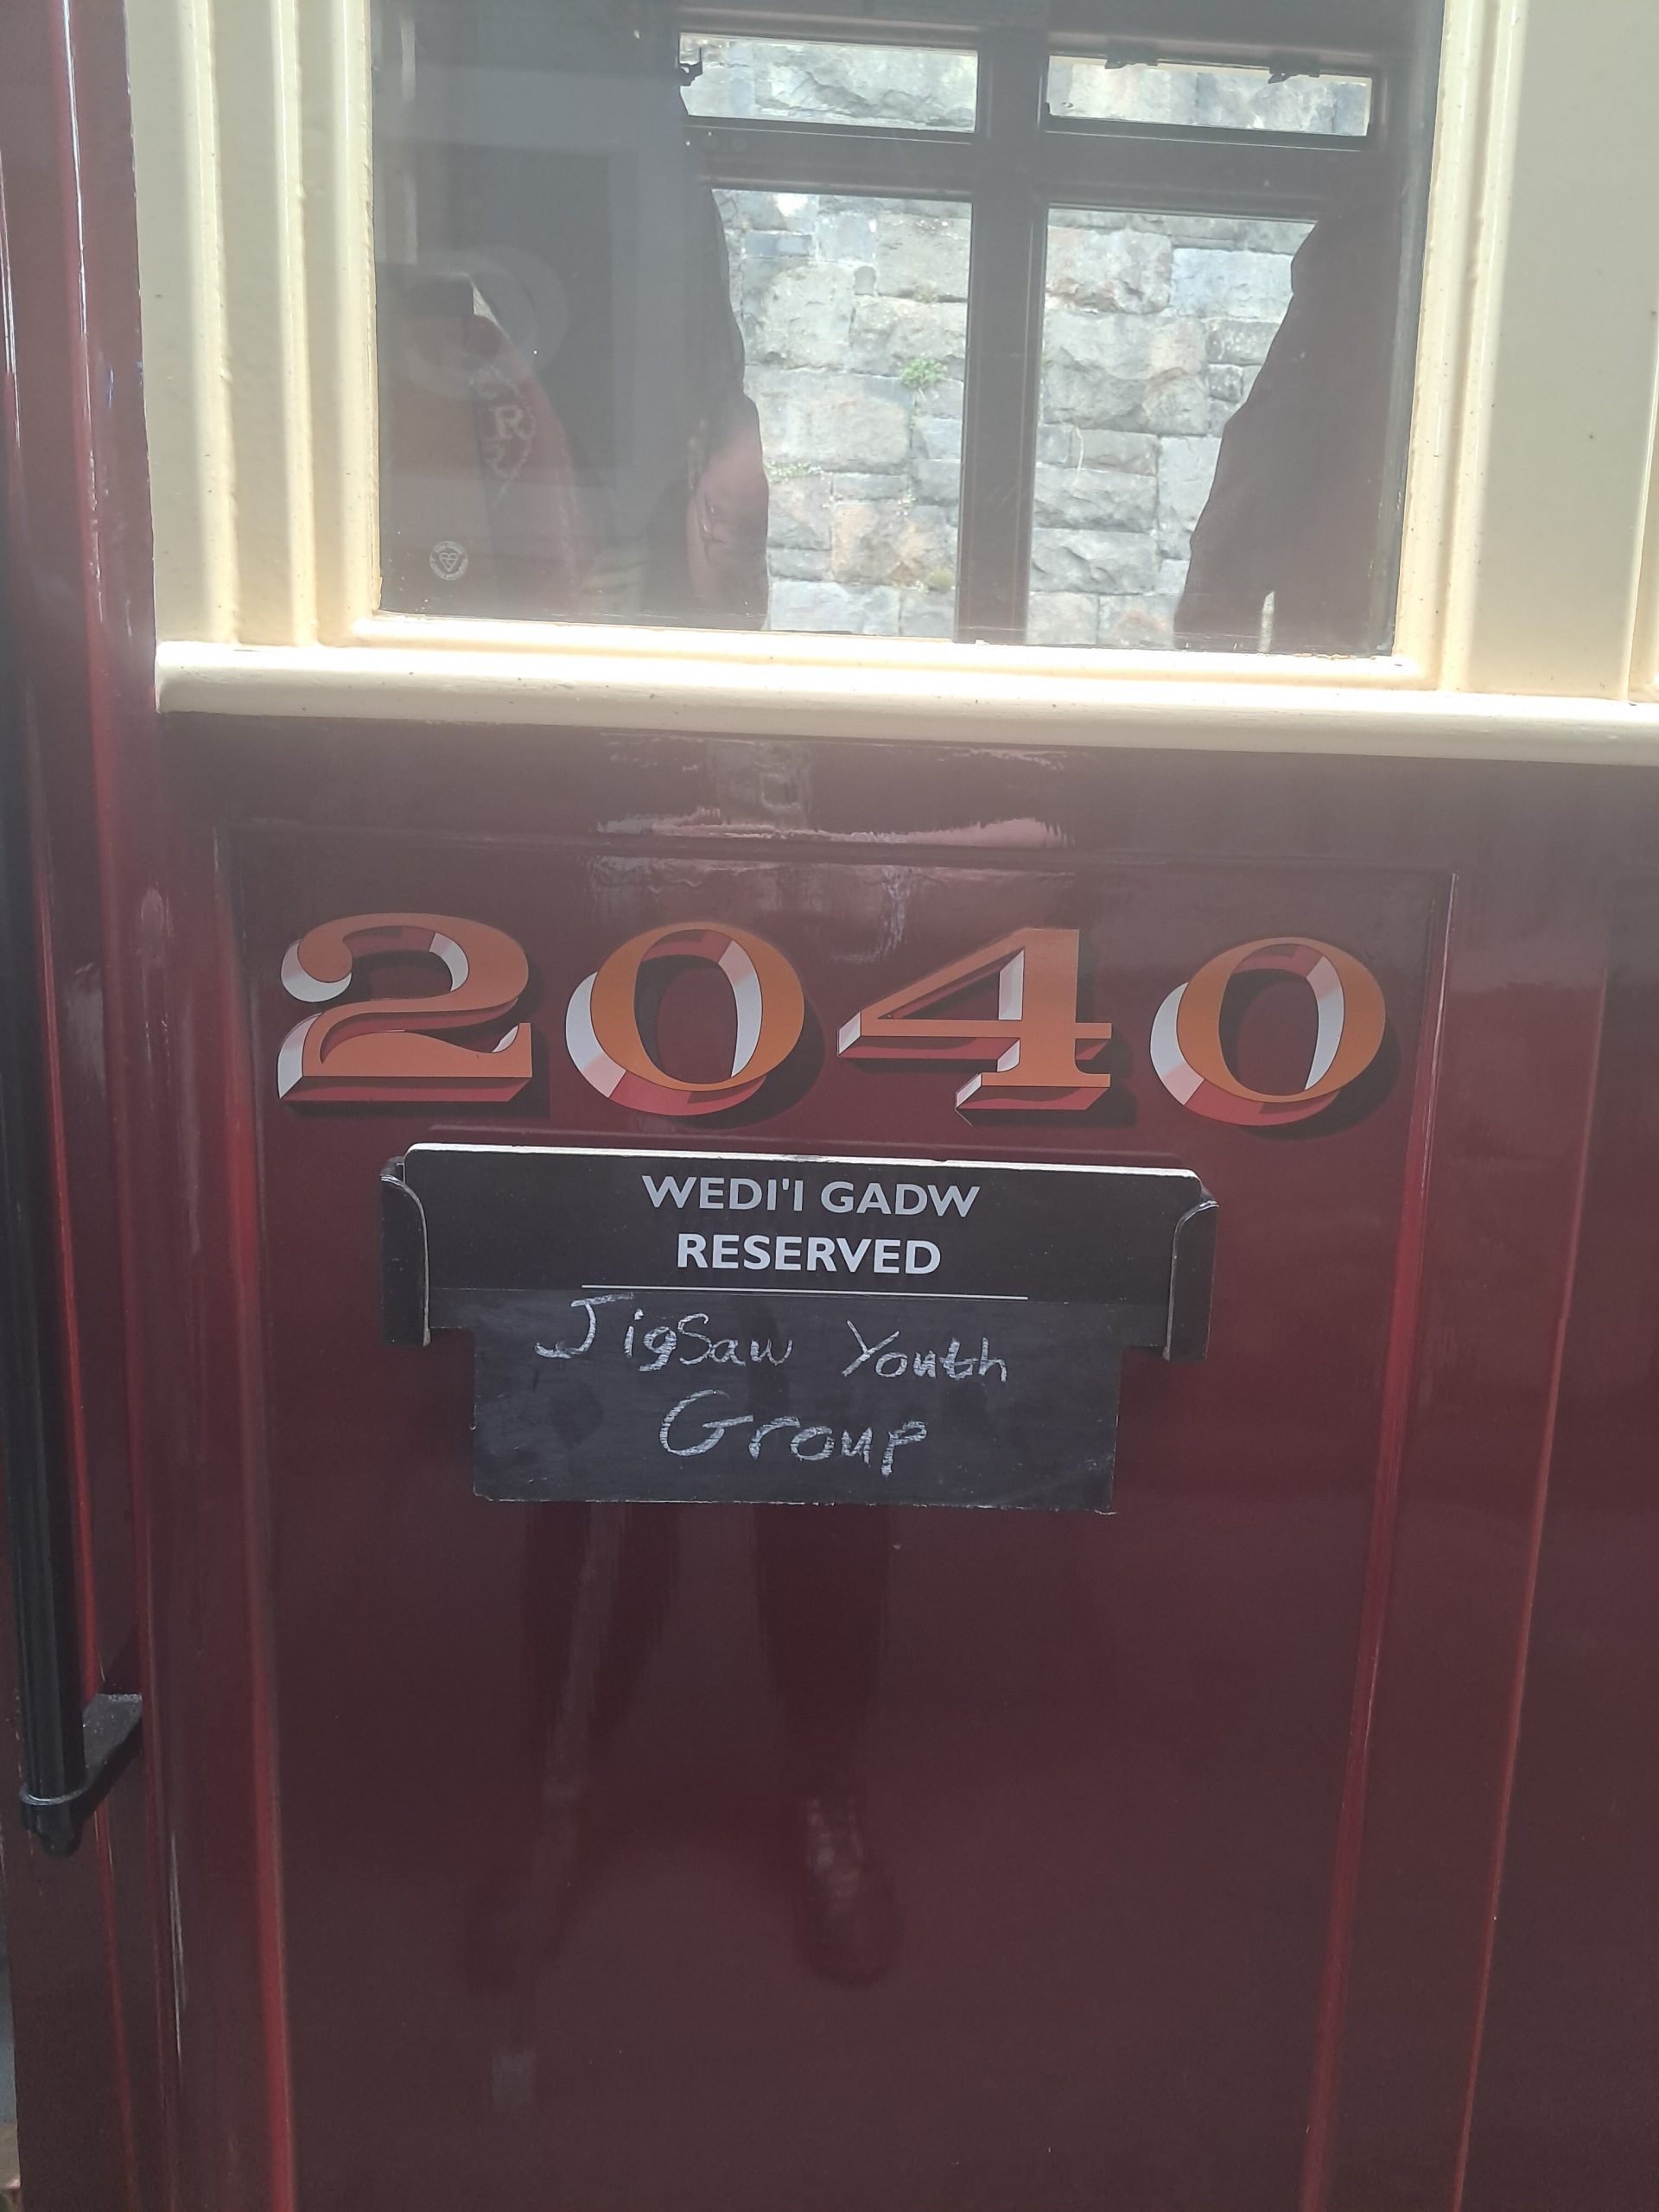 2040
WEDI'I GADW
RESERVED
JigSaw Youth
Group